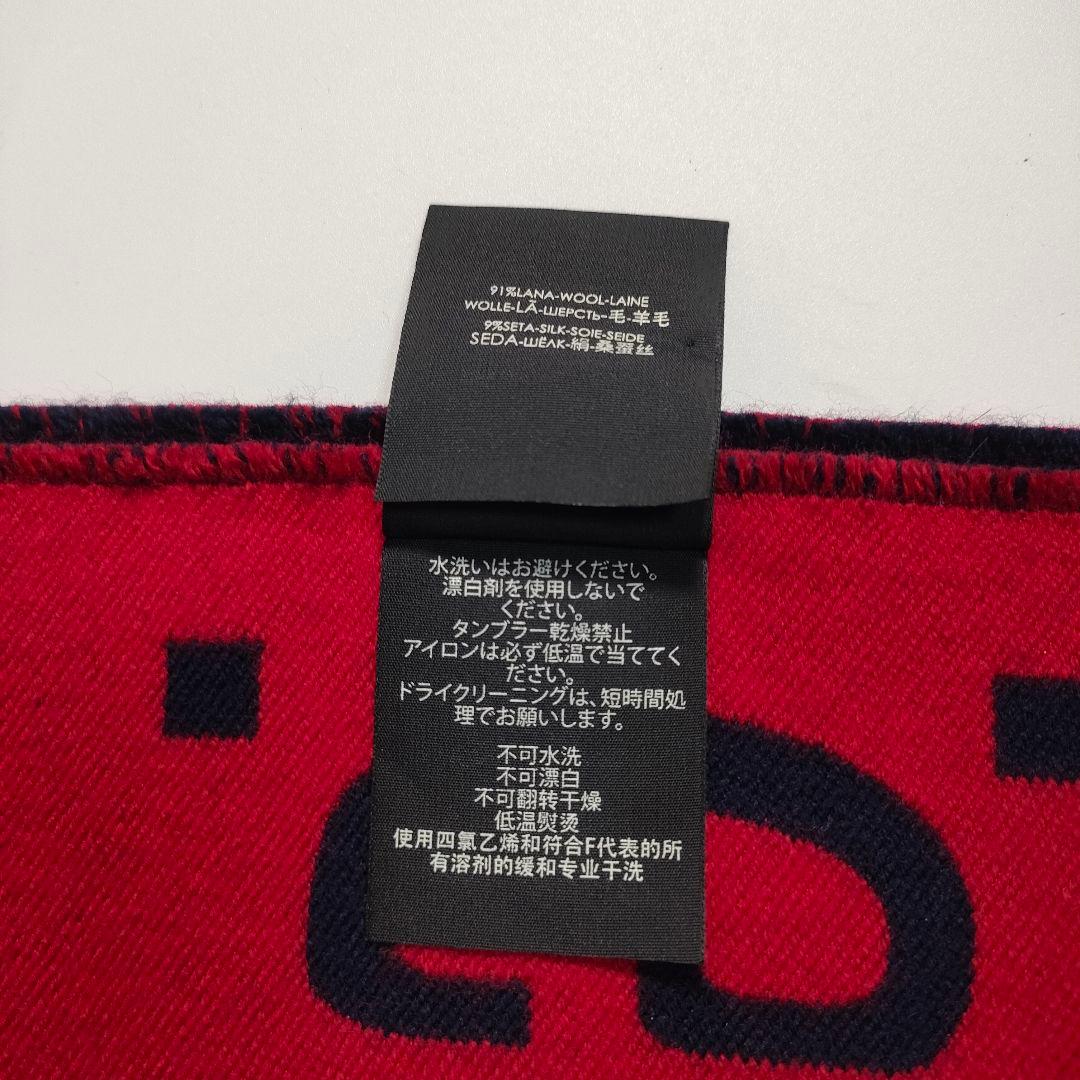 91%LANA-WOOL-LAINE
WOLLE-LÃ-ШЕРСТЬ-毛-羊毛
9%SETA-SILK-SOIE-SEIDE
SEDA-ШЁЛК-絹-桑蚕丝
水洗いはお避けください。
漂白剤を使用しないで
ください。
タンブラー乾燥禁止
アイロンは必ず低温で当ててく
ださい。
ドライクリーニングは、短時間処
理でお願いします。
不可水洗
不可漂白
不可翻转干燥
低温熨烫
使用四氯乙烯和符合F代表的所
有溶剂的缓和专业干洗